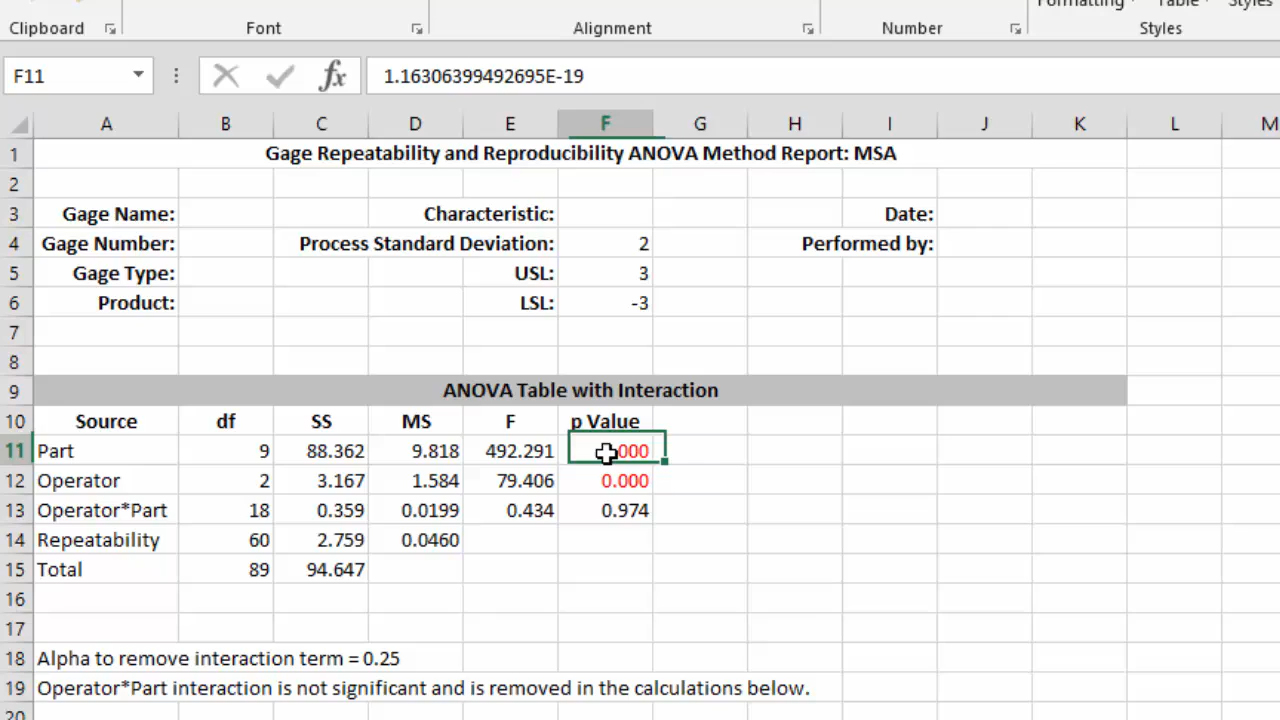 Formatting Table Styles
Clipboard Font Alignment Number Styles
F11 fx 1.16306399492695E-19
A B C D E F G H I J K L M
1 Gage Repeatability and Reproducibility ANOVA Method Report: MSA
2
3 Gage Name: Characteristic: Date:
4 Gage Number: Process Standard Deviation: 2 Performed by:
5 Gage Type: USL: 3
6 Product: LSL: -3
7
8
9 ANOVA Table with Interaction
10 Source df SS MS F p Value
11 Part 9 88.362 9.818 492.291 000
12 Operator 2 3.167 1.584 79.406 0.000
13 Operator*Part 18 0.359 0.0199 0.434 0.974
14 Repeatability 60 2.759 0.0460
15 Total 89 94.647
16
17
18 Alpha to remove interaction term = 0.25
19 Operator*Part interaction is not significant and is removed in the calculations below.
20